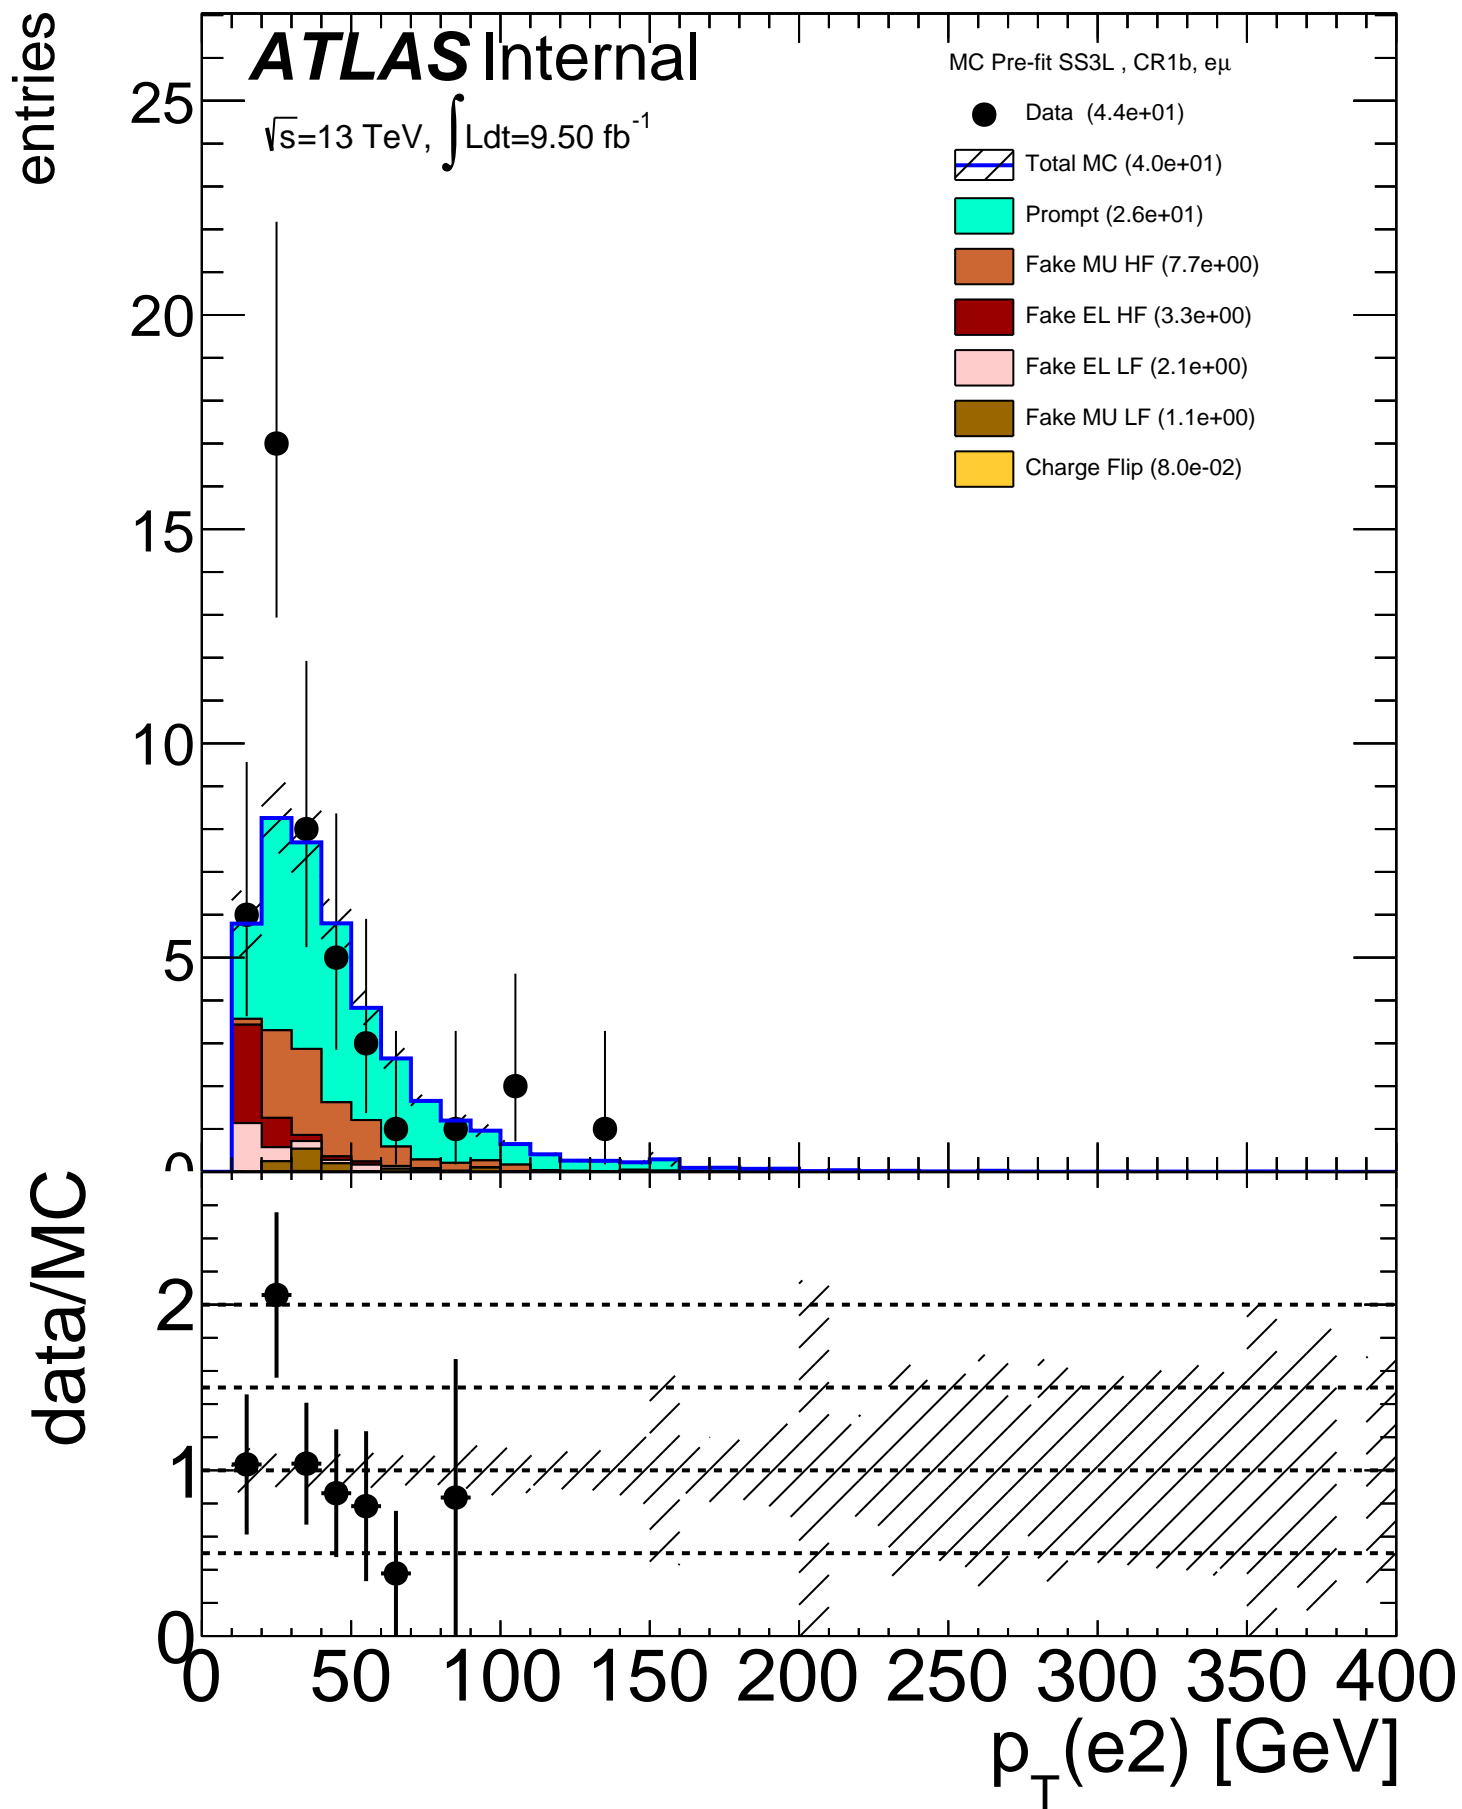 entries
ATLAS Internal
√s=13 TeV, ∫Ldt=9.50 fb⁻¹
MC Pre-fit SS3L , CR1b, eμ
Data (4.4e+01)
Total MC (4.0e+01)
Prompt (2.6e+01)
Fake MU HF (7.7e+00)
Fake EL HF (3.3e+00)
Fake EL LF (2.1e+00)
Fake MU LF (1.1e+00)
Charge Flip (8.0e-02)
25
20
15
10
5
0
data/MC
2
1
0
0 50 100 150 200 250 300 350 400
p_T(e2) [GeV]